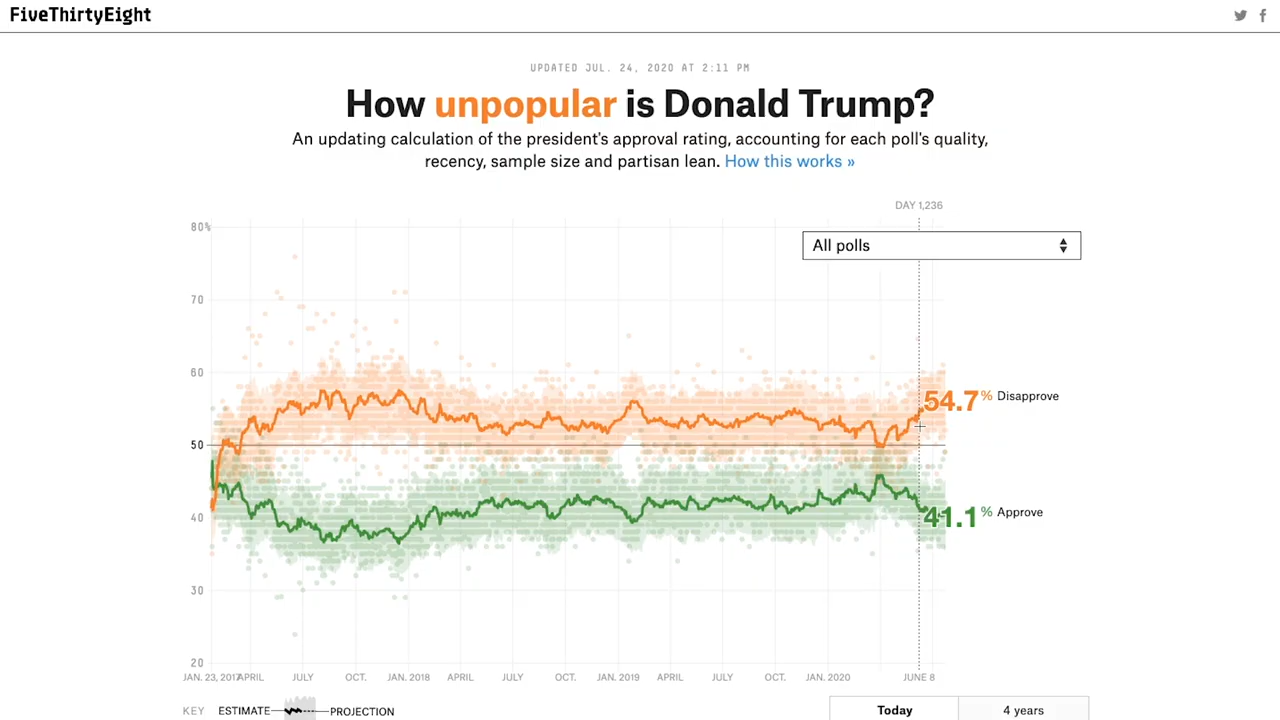 FiveThirtyEight
UPDATED JUL. 24, 2020 AT 2:11 PM
How unpopular is Donald Trump?
An updating calculation of the president's approval rating, accounting for each poll's quality,
recency, sample size and partisan lean. How this works »
DAY 1,236
80%
All polls
70
60
54.7% Disapprove
50
41.1% Approve
40
30
20
JAN. 23, 2017 APRIL JULY OCT. JAN. 2018 APRIL JULY OCT. JAN. 2019 APRIL JULY OCT. JAN. 2020 JUNE 8
KEY ESTIMATE PROJECTION
Today 4 years